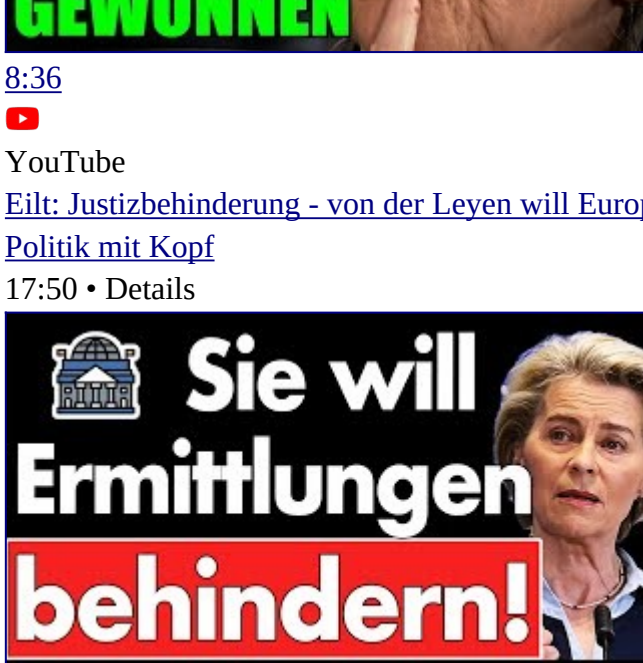 GEWONNEN
8:36
YouTube
Eilt: Justizbehinderung - von der Leyen will Euro
Politik mit Kopf
17:50 • Details
Sie will
Ermittlungen
behindern!